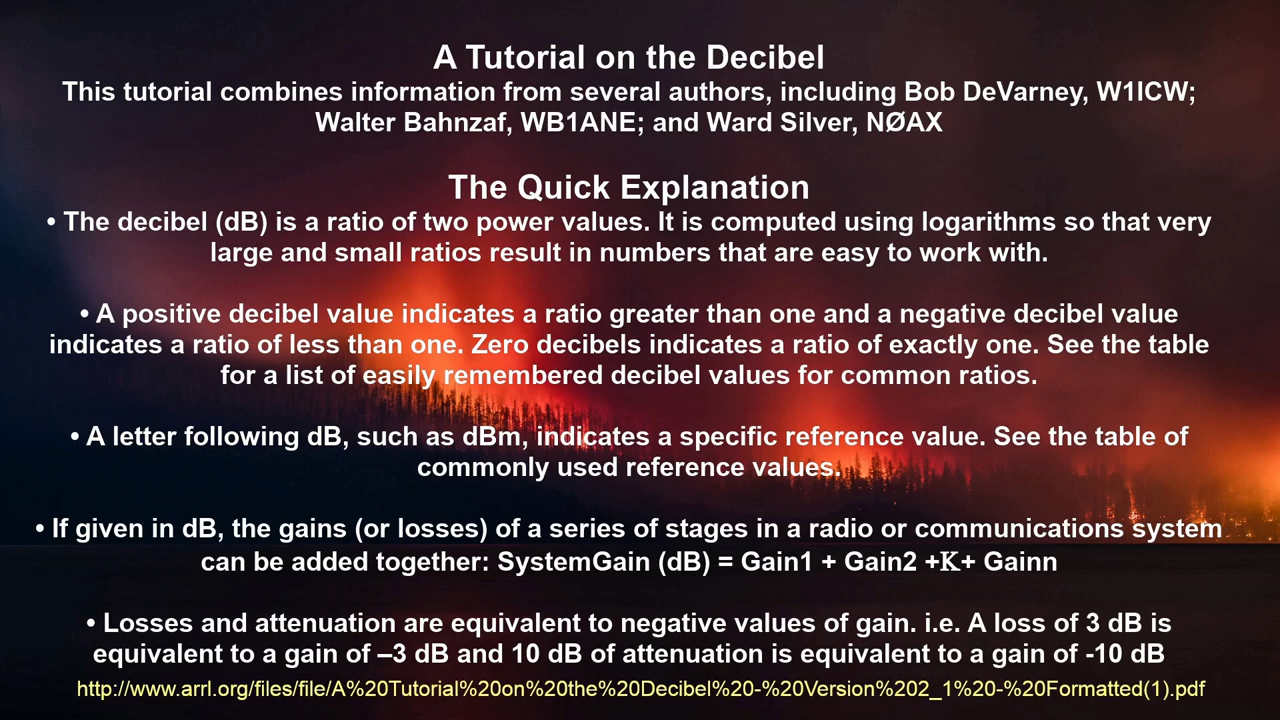 A Tutorial on the Decibel
This tutorial combines information from several authors, including Bob DeVarney, W1ICW;
Walter Bahnzaf, WB1ANE; and Ward Silver, NØAX
The Quick Explanation
• The decibel (dB) is a ratio of two power values. It is computed using logarithms so that very
large and small ratios result in numbers that are easy to work with.
• A positive decibel value indicates a ratio greater than one and a negative decibel value
indicates a ratio of less than one. Zero decibels indicates a ratio of exactly one. See the table
for a list of easily remembered decibel values for common ratios.
• A letter following dB, such as dBm, indicates a specific reference value. See the table of
commonly used reference values.
• If given in dB, the gains (or losses) of a series of stages in a radio or communications system
can be added together: SystemGain (dB) = Gain1 + Gain2 +K+ Gainn
• Losses and attenuation are equivalent to negative values of gain. i.e. A loss of 3 dB is
equivalent to a gain of –3 dB and 10 dB of attenuation is equivalent to a gain of -10 dB
http://www.arrl.org/files/file/A%20Tutorial%20on%20the%20Decibel%20-%20Version%202_1%20-%20Formatted(1).pdf